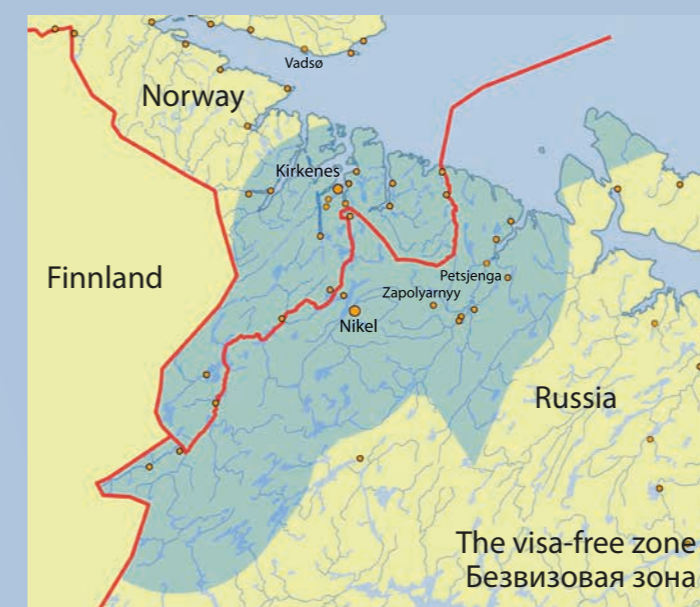 Vadsø
Norway
Kirkenes
Finnland
Petsjenga
Zapolyarnyy
Nikel
Russia
The visa-free zone
Безвизовая зона